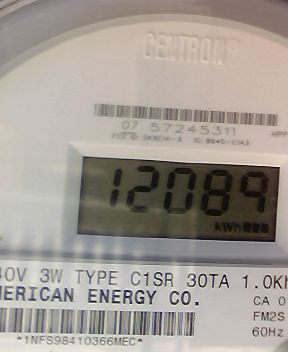 CENTRON®
07 57245311
12089
kWh
40V 3W TYPE C1SR 30TA 1.0Kh
MERICAN ENERGY CO.
CA 0
FM2S
60Hz
*1NFS98410366MEC*